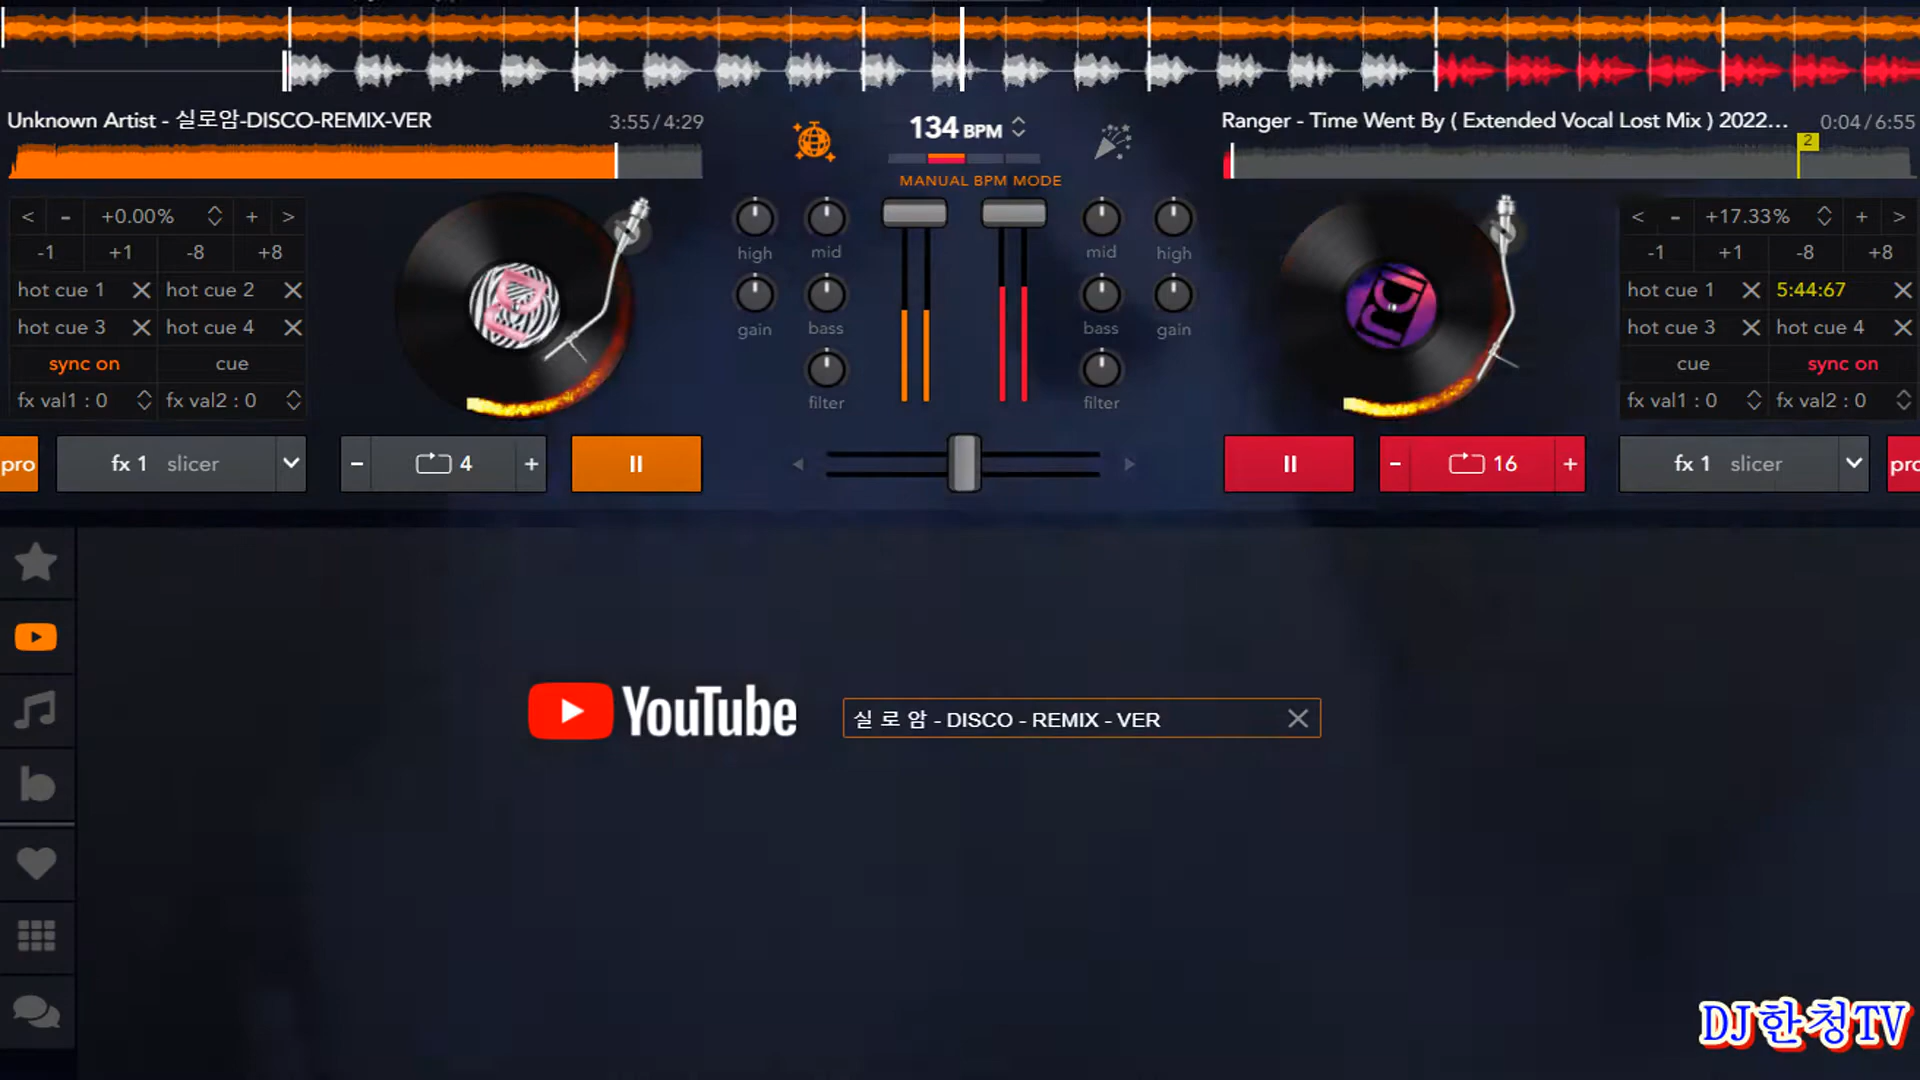 Unknown Artist - 실로암-DISCO-REMIX-VER
3:55/4:29
134 BPM
MANUAL BPM MODE
Ranger - Time Went By ( Extended Vocal Lost Mix ) 2022...
0:04/6:55
2
< - +0.00% + >
-1 +1 -8 +8
hot cue 1 hot cue 2
hot cue 3 hot cue 4
sync on cue
fx val1 : 0 fx val2 : 0
high mid
gain bass
filter
mid high
bass gain
filter
< - +17.33% + >
-1 +1 -8 +8
hot cue 1 5:44:67
hot cue 3 hot cue 4
cue sync on
fx val1 : 0 fx val2 : 0
pro
fx 1 slicer
- 4 +
- 16 +
fx 1 slicer
pro
YouTube
실 로 암 - DISCO - REMIX - VER
b
DJ한청TV